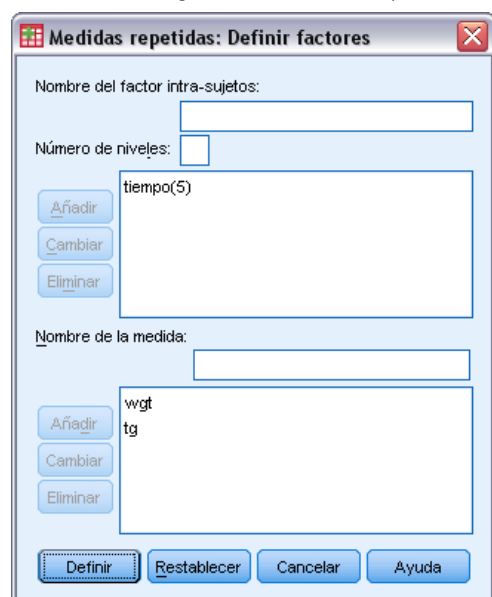 Medidas repetidas: Definir factores
Nombre del factor intra-sujetos:
Número de niveles:
tiempo(5)
Añadir
Cambiar
Eliminar
Nombre de la medida:
wgt
tg
Añadir
Cambiar
Eliminar
Definir
Restablecer
Cancelar
Ayuda